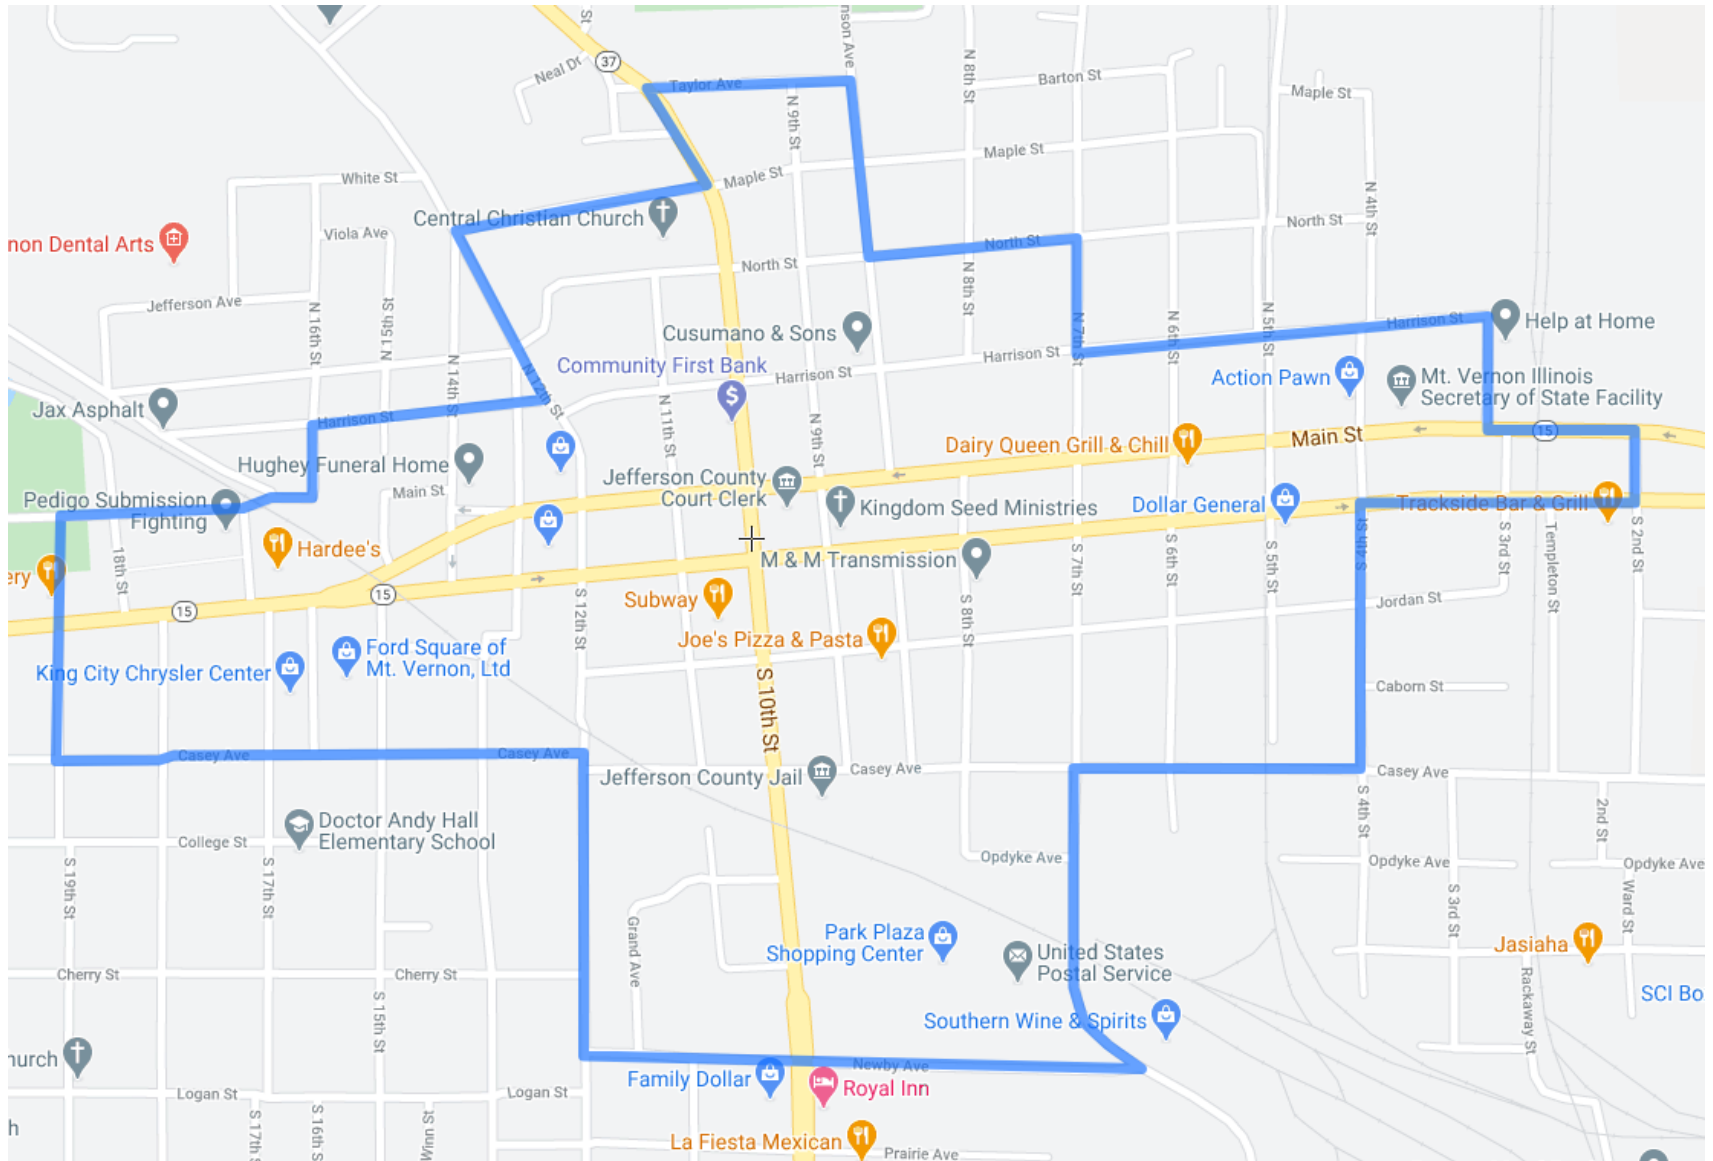 St
nson Ave
37
Neal Dr
Taylor Ave
N 8th St
Barton St
Maple St
N 9th St
Maple St
Maple St
White St
N 4th St
Central Christian Church
Viola Ave
non Dental Arts
North St
North St
North St
N 8th St
Jefferson Ave
N 16th St
N 15th St
N 7th St
N 6th St
N 5th St
Harrison St
Help at Home
Cusumano & Sons
Community First Bank
Harrison St
Harrison St
N 14th St
N 12th St
N 11th St
N 9th St
Action Pawn
Mt. Vernon Illinois
Secretary of State Facility
Jax Asphalt
Harrison St
Main St
15
Dairy Queen Grill & Chill
Hughey Funeral Home
Jefferson County
Court Clerk
Main St
Pedigo Submission
Fighting
Kingdom Seed Ministries
Dollar General
Trackside Bar & Grill
Hardee's
18th St
M & M Transmission
S 7th St
S 6th St
S 5th St
S 4th St
S 3rd St
Templeton St
S 2nd St
ery
15
15
S 12th St
Subway
S 8th St
Jordan St
Joe's Pizza & Pasta
King City Chrysler Center
Ford Square of
Mt. Vernon, Ltd
Caborn St
S 10th St
Casey Ave
Casey Ave
Jefferson County Jail
Casey Ave
Casey Ave
S 4th St
2nd St
Doctor Andy Hall
Elementary School
College St
Opdyke Ave
Opdyke Ave
Opdyke Ave
S 19th St
S 17th St
S 3rd St
Ward St
Grand Ave
Park Plaza
Shopping Center
United States
Postal Service
Jasiaha
Cherry St
Cherry St
S 15th St
Rackaway St
SCI Bo
Southern Wine & Spirits
hurch
Newby Ave
Family Dollar
Royal Inn
Logan St
Logan St
S 17th S
S 16th S
Winn St
h
La Fiesta Mexican
Prairie Ave